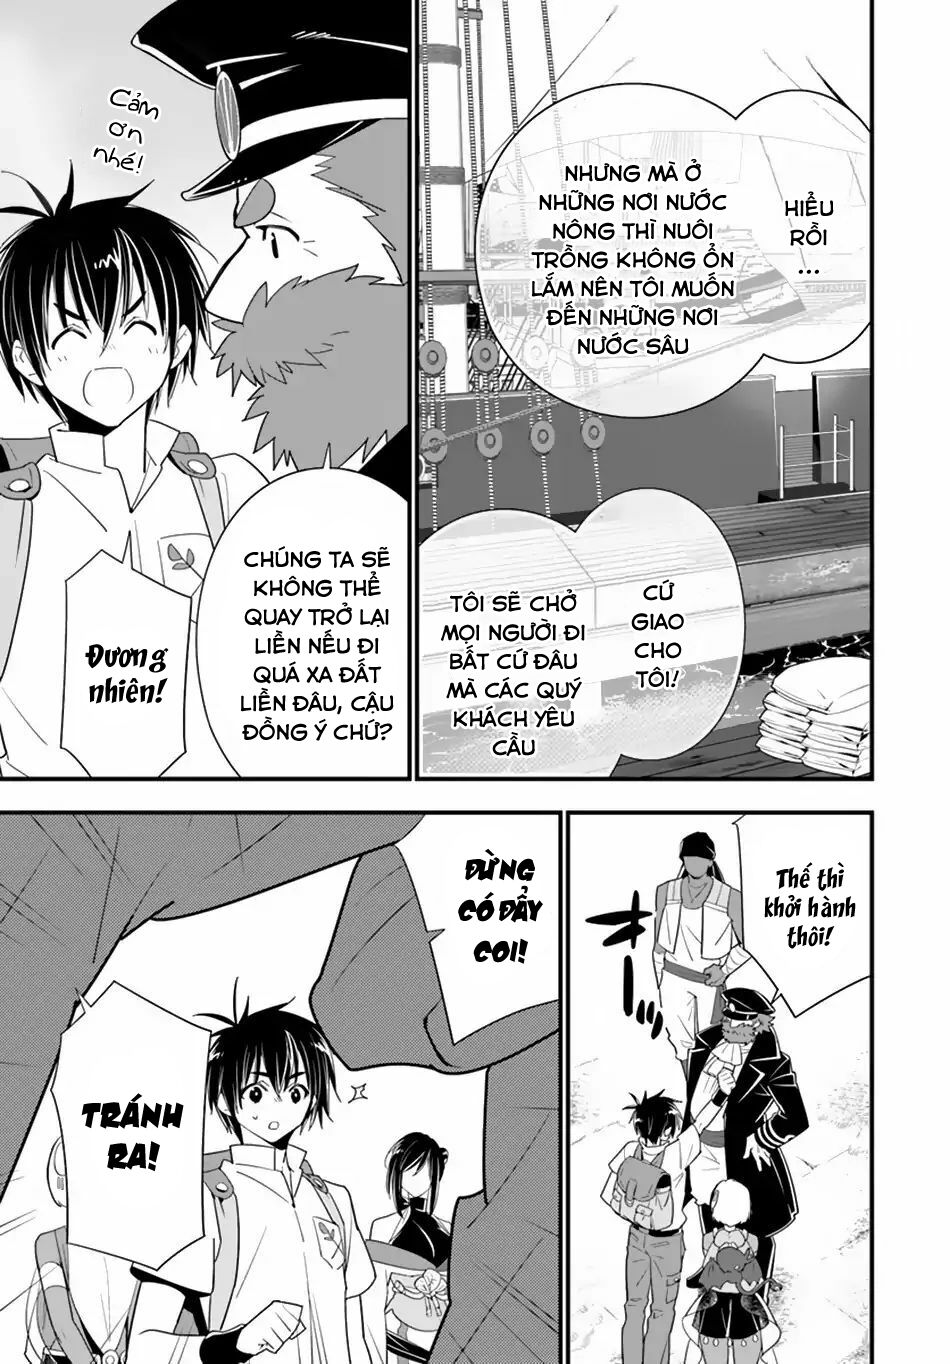 HIỂU
RỒI
...
NHƯNG MÀ Ở
NHỮNG NƠI NƯỚC
NÔNG THÌ NUÔI
TRỒNG KHÔNG ỔN
LẮM NÊN TÔI MUỐN
ĐẾN NHỮNG NƠI
NƯỚC SÂU
CỨ
GIAO
CHO
TÔI!
TÔI SẼ CHỞ
MỌI NGƯỜI ĐI
BẤT CỨ ĐÂU
MÀ CÁC QUÝ
KHÁCH YÊU
CẦU
Cảm
ơn
nhé!
CHÚNG TA SẼ
KHÔNG THỂ
QUAY TRỞ LẠI
LIỀN NẾU ĐI
QUÁ XA ĐẤT
LIỀN ĐÂU, CẬU
ĐỒNG Ý CHỨ?
Đương
nhiên!
Thế thì
khởi hành
thôi!
ĐỪNG
CÓ ĐẨY
COI!
TRÁNH
RA!